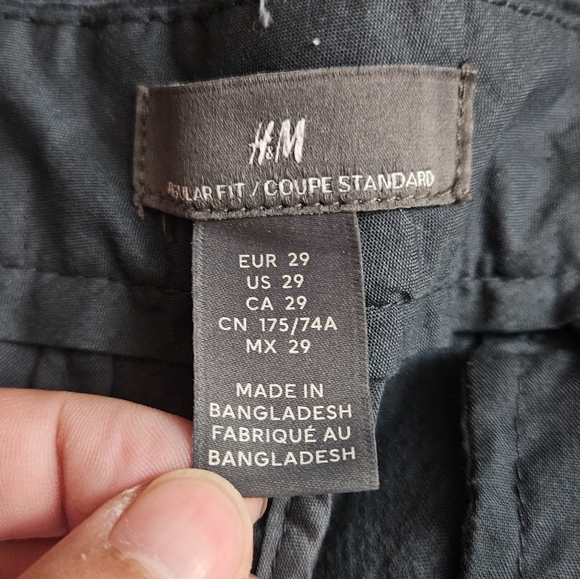 H&M
REGULAR FIT / COUPE STANDARD
EUR 29
US 29
CA 29
CN 175/74A
MX 29
MADE IN
BANGLADESH
FABRIQUÉ AU
BANGLADESH